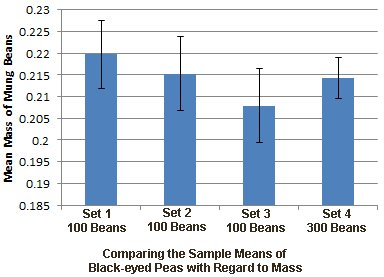 0.23
0.225
0.22
0.215
0.21
0.205
0.2
0.195
0.19
0.185
Mean Mass of Mung Beans
Set 1
100 Beans
Set 2
100 Beans
Set 3
100 Beans
Set 4
300 Beans
Comparing the Sample Means of
Black-eyed Peas with Regard to Mass